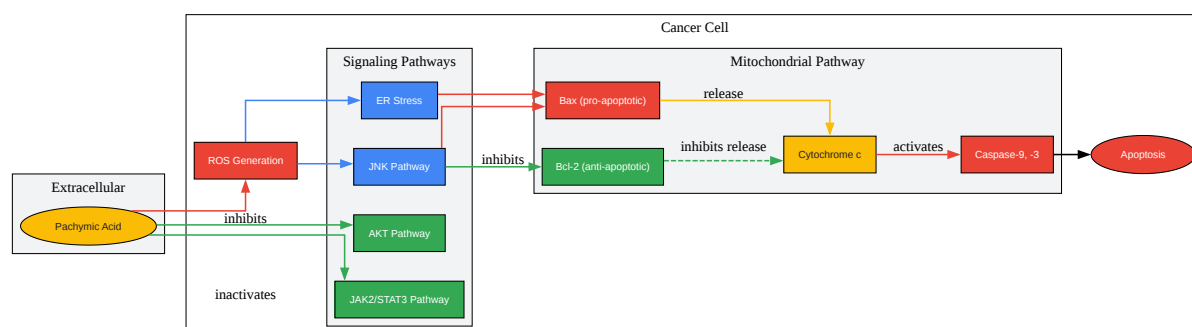 Cancer Cell
Signaling Pathways
Mitochondrial Pathway
ER Stress
Bax (pro-apoptotic)
release
ROS Generation
JNK Pathway
inhibits
Bcl-2 (anti-apoptotic)
inhibits release
Cytochrome c
activates
Caspase-9, -3
Apoptosis
Extracellular
Pachymic Acid
inhibits
AKT Pathway
inactivates
JAK2/STAT3 Pathway